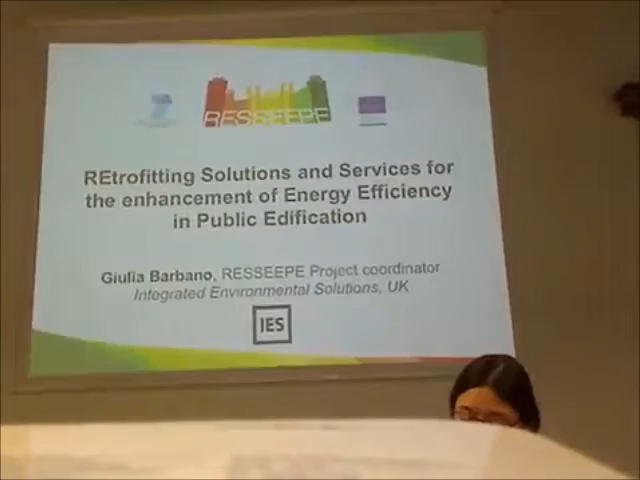 RESSEEPE
REtrofitting Solutions and Services for
the enhancement of Energy Efficiency
in Public Edification
Giulia Barbano, RESSEEPE Project coordinator
Integrated Environmental Solutions, UK
IES